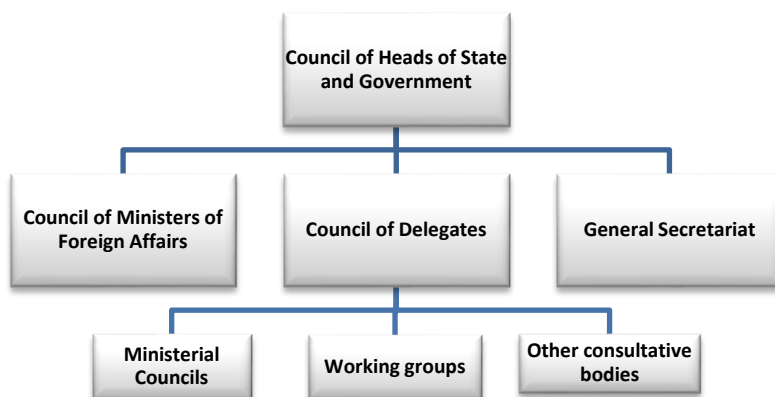 Council of Heads of State
and Government
Council of Ministers of
Foreign Affairs
Council of Delegates
General Secretariat
Ministerial
Councils
Working groups
Other consultative
bodies